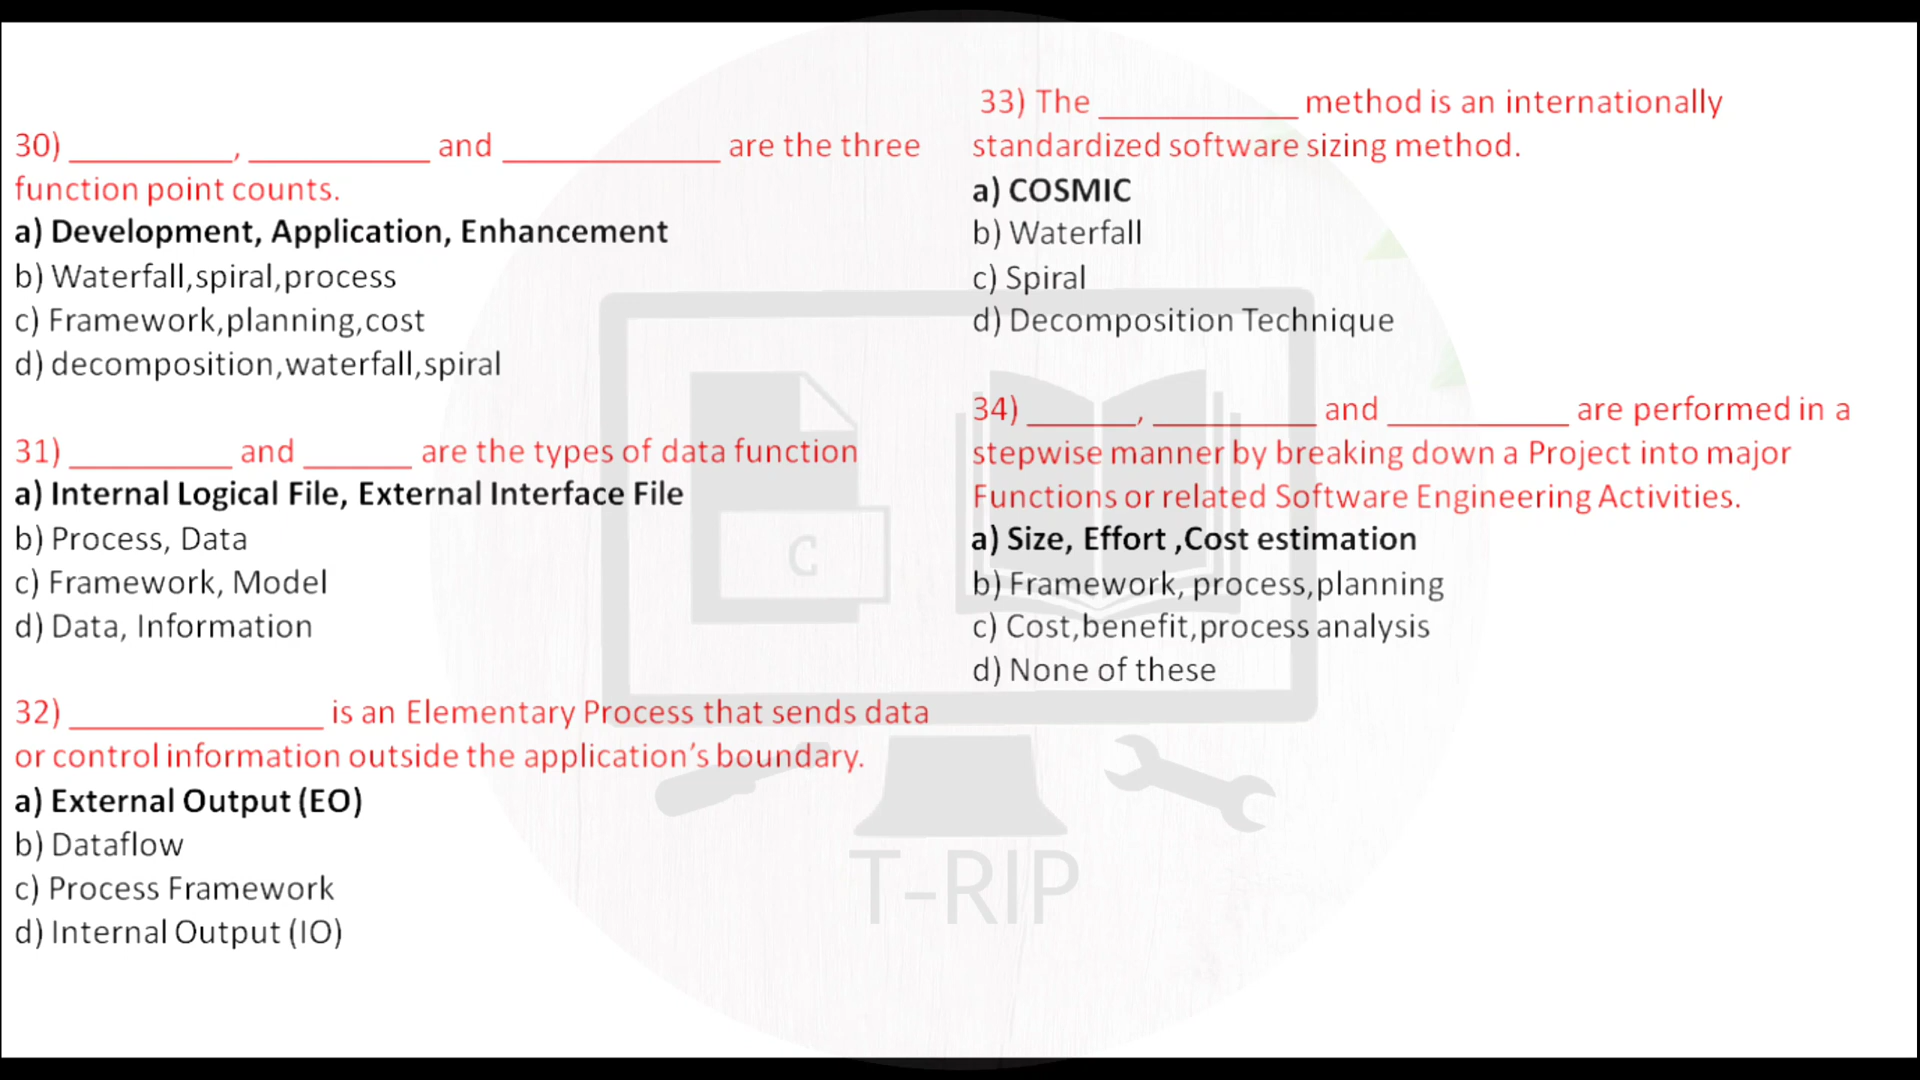 30) _________, __________ and ____________ are the three
function point counts.
a) Development, Application, Enhancement
b) Waterfall,spiral,process
c) Framework,planning,cost
d) decomposition,waterfall,spiral
31) _________ and ______ are the types of data function
a) Internal Logical File, External Interface File
b) Process, Data
c) Framework, Model
d) Data, Information
32) ______________ is an Elementary Process that sends data
or control information outside the application’s boundary.
a) External Output (EO)
b) Dataflow
c) Process Framework
d) Internal Output (IO)
33) The ___________ method is an internationally
standardized software sizing method.
a) COSMIC
b) Waterfall
c) Spiral
d) Decomposition Technique
34) ______, _________ and __________ are performed in a
stepwise manner by breaking down a Project into major
Functions or related Software Engineering Activities.
a) Size, Effort ,Cost estimation
b) Framework, process,planning
c) Cost,benefit,process analysis
d) None of these
C
T-RIP